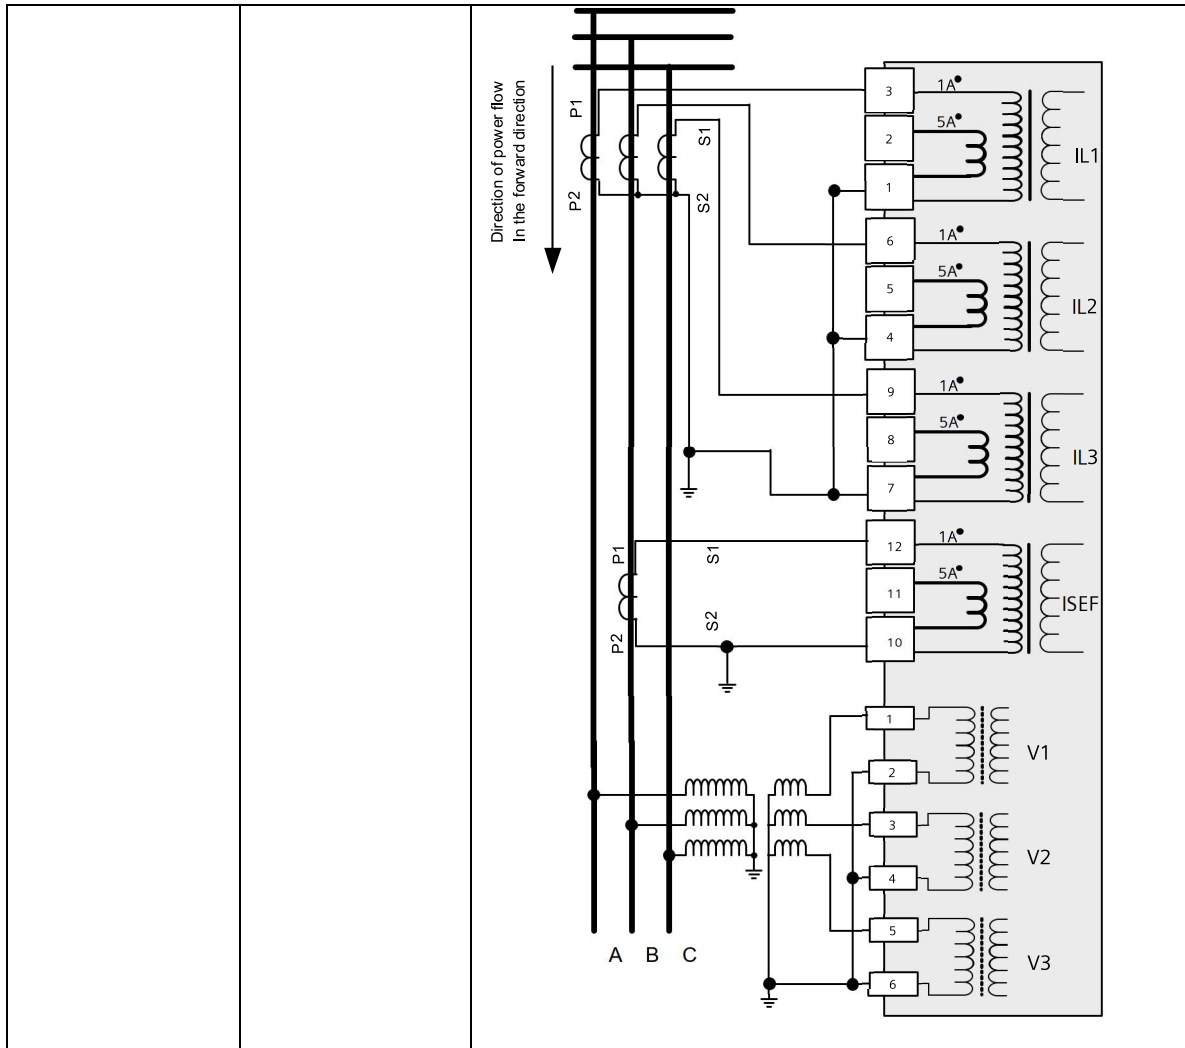 Direction of power flow
In the forward direction
P1
P2
S1
S2
3
1A
2
5A
1
IL1
6
1A
5
5A
4
IL2
9
1A
8
5A
7
IL3
P1
P2
S1
S2
12
1A
11
5A
10
ISEF
1
2
V1
3
4
V2
5
6
V3
A B C